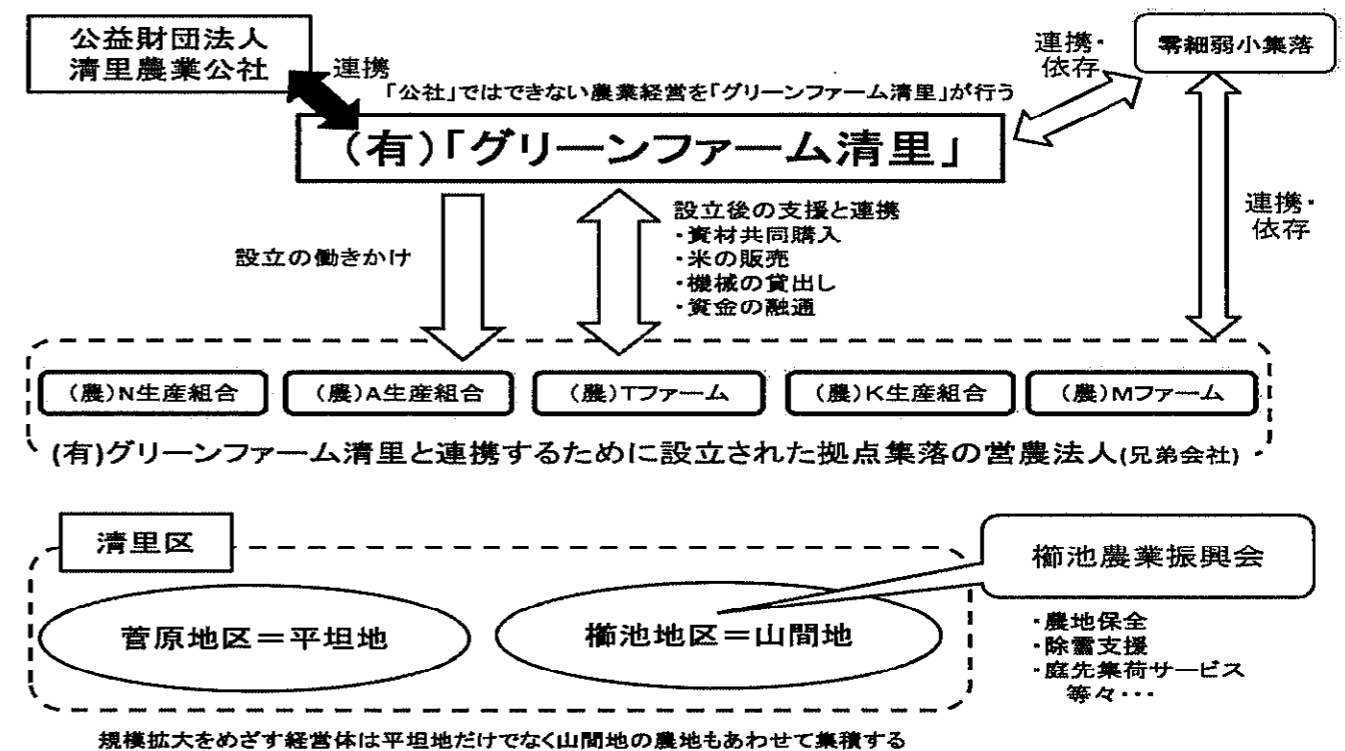 公益財団法人
清里農業公社
連携
連携・
依存
零細弱小集落
「公社」ではできない農業経営を「グリーンファーム清里」が行う
(有)「グリーンファーム清里」
設立の働きかけ
設立後の支援と連携
・資材共同購入
・米の販売
・機械の貸出し
・資金の融通
連携・
依存
(農)N生産組合
(農)A生産組合
(農)Tファーム
(農)K生産組合
(農)Mファーム
(有)グリーンファーム清里と連携するために設立された拠点集落の営農法人(兄弟会社)
清里区
菅原地区＝平坦地
櫛池地区＝山間地
櫛池農業振興会
・農地保全
・除雪支援
・庭先集荷サービス
等々・・・
規模拡大をめざす経営体は平坦地だけでなく山間地の農地もあわせて集積する